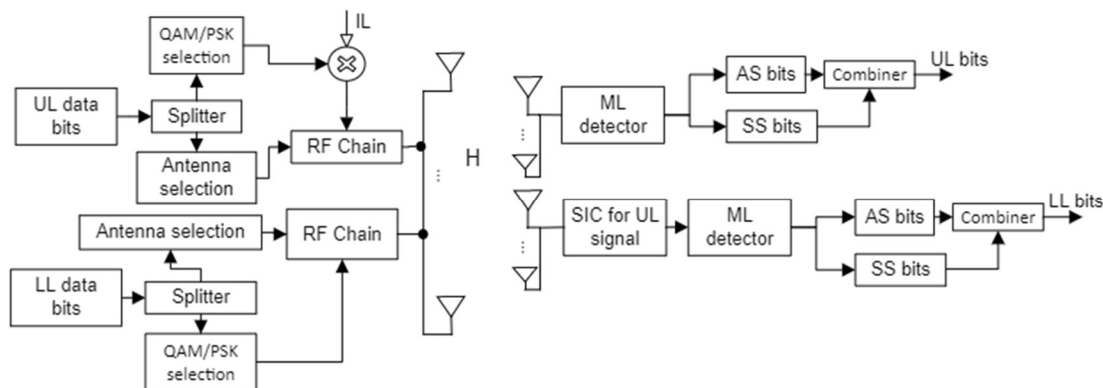 IL
QAM/PSK
selection
UL data
bits
Splitter
Antenna
selection
RF Chain
Antenna selection
RF Chain
LL data
bits
Splitter
QAM/PSK
selection
H
ML
detector
AS bits
SS bits
Combiner
UL bits
SIC for UL
signal
ML
detector
AS bits
SS bits
Combiner
LL bits